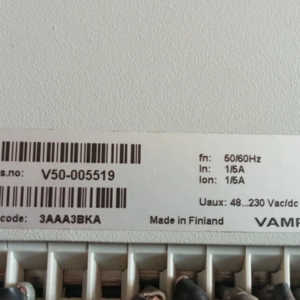 s.no: V50-005519
code: 3AAA3BKA
fn: 50/60Hz
In: 1/5A
Ion: 1/5A
Uaux: 48...230 Vac/dc
Made in Finland
VAMP